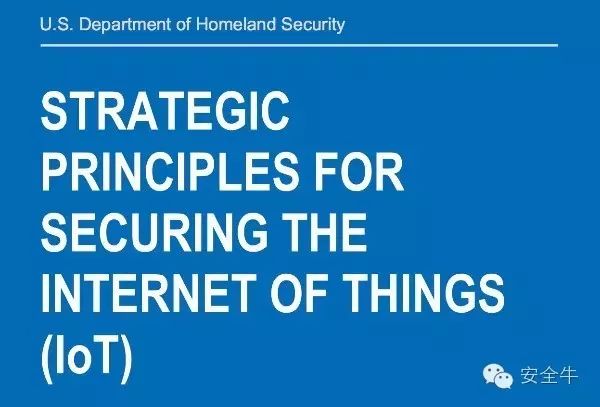 U.S. Department of Homeland Security
STRATEGIC
PRINCIPLES FOR
SECURING THE
INTERNET OF THINGS
(IoT)
安全牛